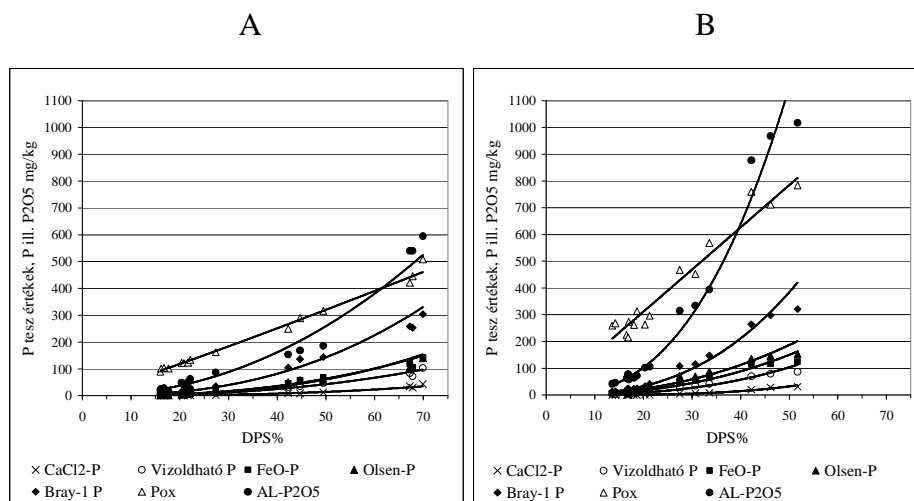 A
B
P tesz értékek, P ill. P2O5 mg/kg
1100
1000
900
800
700
600
500
400
300
200
100
0
0 10 20 30 40 50 60 70
DPS%
CaCl2-P Vizoldható P FeO-P Olsen-P
Bray-1 P Pox AL-P2O5
P tesz értékek, P ill. P2O5 mg/kg
1100
1000
900
800
700
600
500
400
300
200
100
0
0 10 20 30 40 50 60 70
DPS%
CaCl2-P Vizoldható P FeO-P Olsen-P
Bray-1 P Pox AL-P2O5